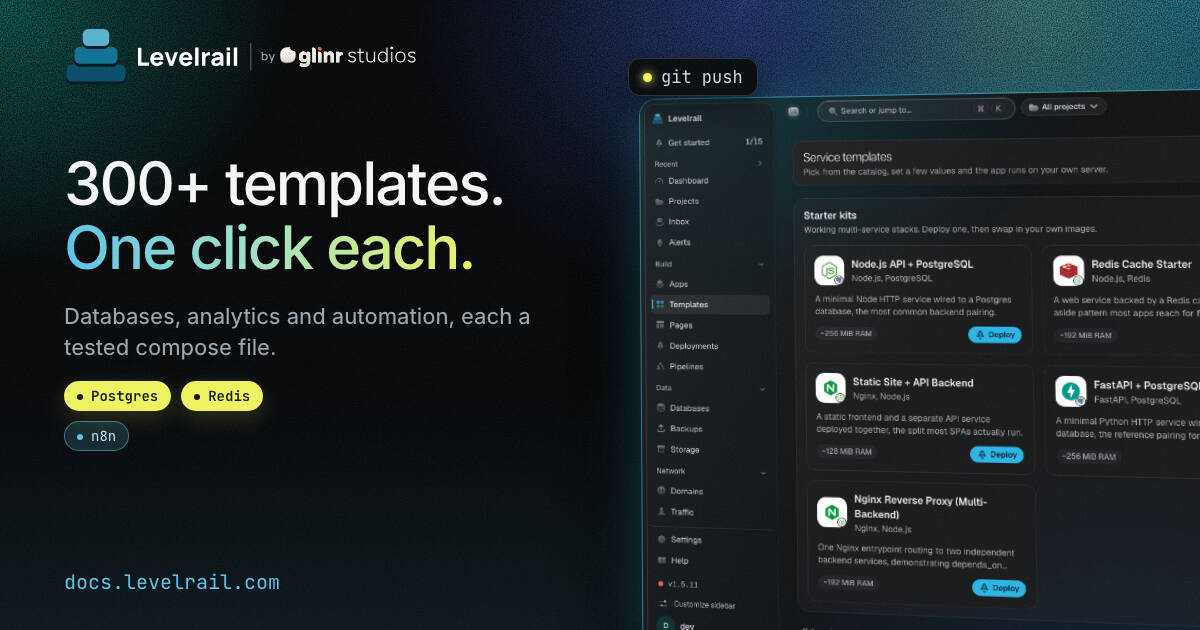 Levelrail | by glinr studios
300+ templates.
One click each.
Databases, analytics and automation, each a
tested compose file.
Postgres
Redis
n8n
docs.levelrail.com
git push
Levelrail
Get started 1/15
Recent
Dashboard
Projects
Inbox
Alerts
Build
Apps
Templates
Pages
Deployments
Pipelines
Data
Databases
Backups
Storage
Network
Domains
Traffic
Settings
Help
v1.5.11
Customize sidebar
D dev
Search or jump to... ⌘ K
All projects
Service templates
Pick from the catalog, set a few values and the app runs on your own server.
Starter kits
Working multi-service stacks. Deploy one, then swap in your own images.
Node.js API + PostgreSQL
Node.js, PostgreSQL
A minimal Node HTTP service wired to a Postgres
database, the most common backend pairing.
~256 MiB RAM
Deploy
Redis Cache Starter
Node.js, Redis
A web service backed by a Redis
aside pattern most apps reach for
~192 MiB RAM
Static Site + API Backend
Nginx, Node.js
A static frontend and a separate API service
deployed together, the split most SPAs actually run.
~128 MiB RAM
Deploy
FastAPI + PostgreSQ
FastAPI, PostgreSQL
A minimal Python HTTP service
database, the reference pairing for
~256 MiB RAM
Nginx Reverse Proxy (Multi-
Backend)
Nginx, Node.js
One Nginx entrypoint routing to two independent
backend services, demonstrating depends_on...
~192 MiB RAM
Deploy